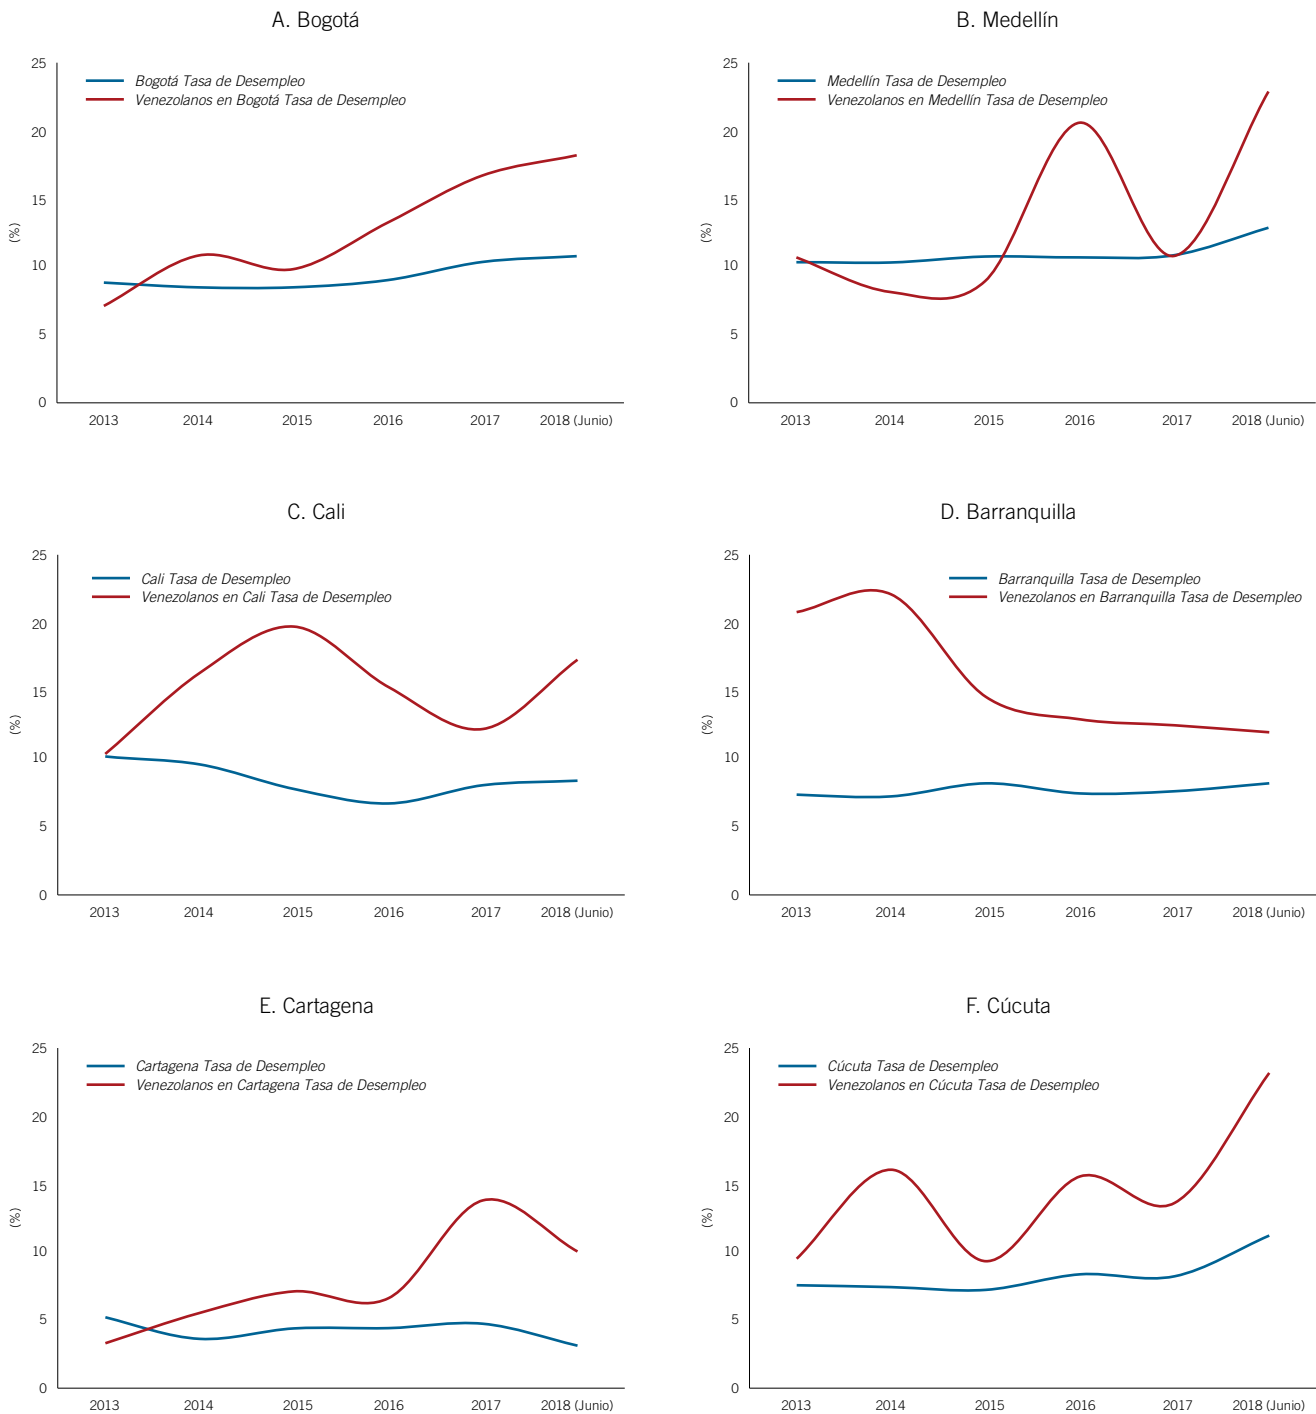 A. Bogotá
25
20
15
10
5
0
(%)
Bogotá Tasa de Desempleo
Venezolanos en Bogotá Tasa de Desempleo
2013 2014 2015 2016 2017 2018 (Junio)
B. Medellín
25
20
15
10
5
0
(%)
Medellín Tasa de Desempleo
Venezolanos en Medellín Tasa de Desempleo
2013 2014 2015 2016 2017 2018 (Junio)
C. Cali
25
20
15
10
5
0
(%)
Cali Tasa de Desempleo
Venezolanos en Cali Tasa de Desempleo
2013 2014 2015 2016 2017 2018 (Junio)
D. Barranquilla
25
20
15
10
5
0
(%)
Barranquilla Tasa de Desempleo
Venezolanos en Barranquilla Tasa de Desempleo
2013 2014 2015 2016 2017 2018 (Junio)
E. Cartagena
25
20
15
10
5
0
(%)
Cartagena Tasa de Desempleo
Venezolanos en Cartagena Tasa de Desempleo
2013 2014 2015 2016 2017 2018 (Junio)
F. Cúcuta
25
20
15
10
5
0
(%)
Cúcuta Tasa de Desempleo
Venezolanos en Cúcuta Tasa de Desempleo
2013 2014 2015 2016 2017 2018 (Junio)